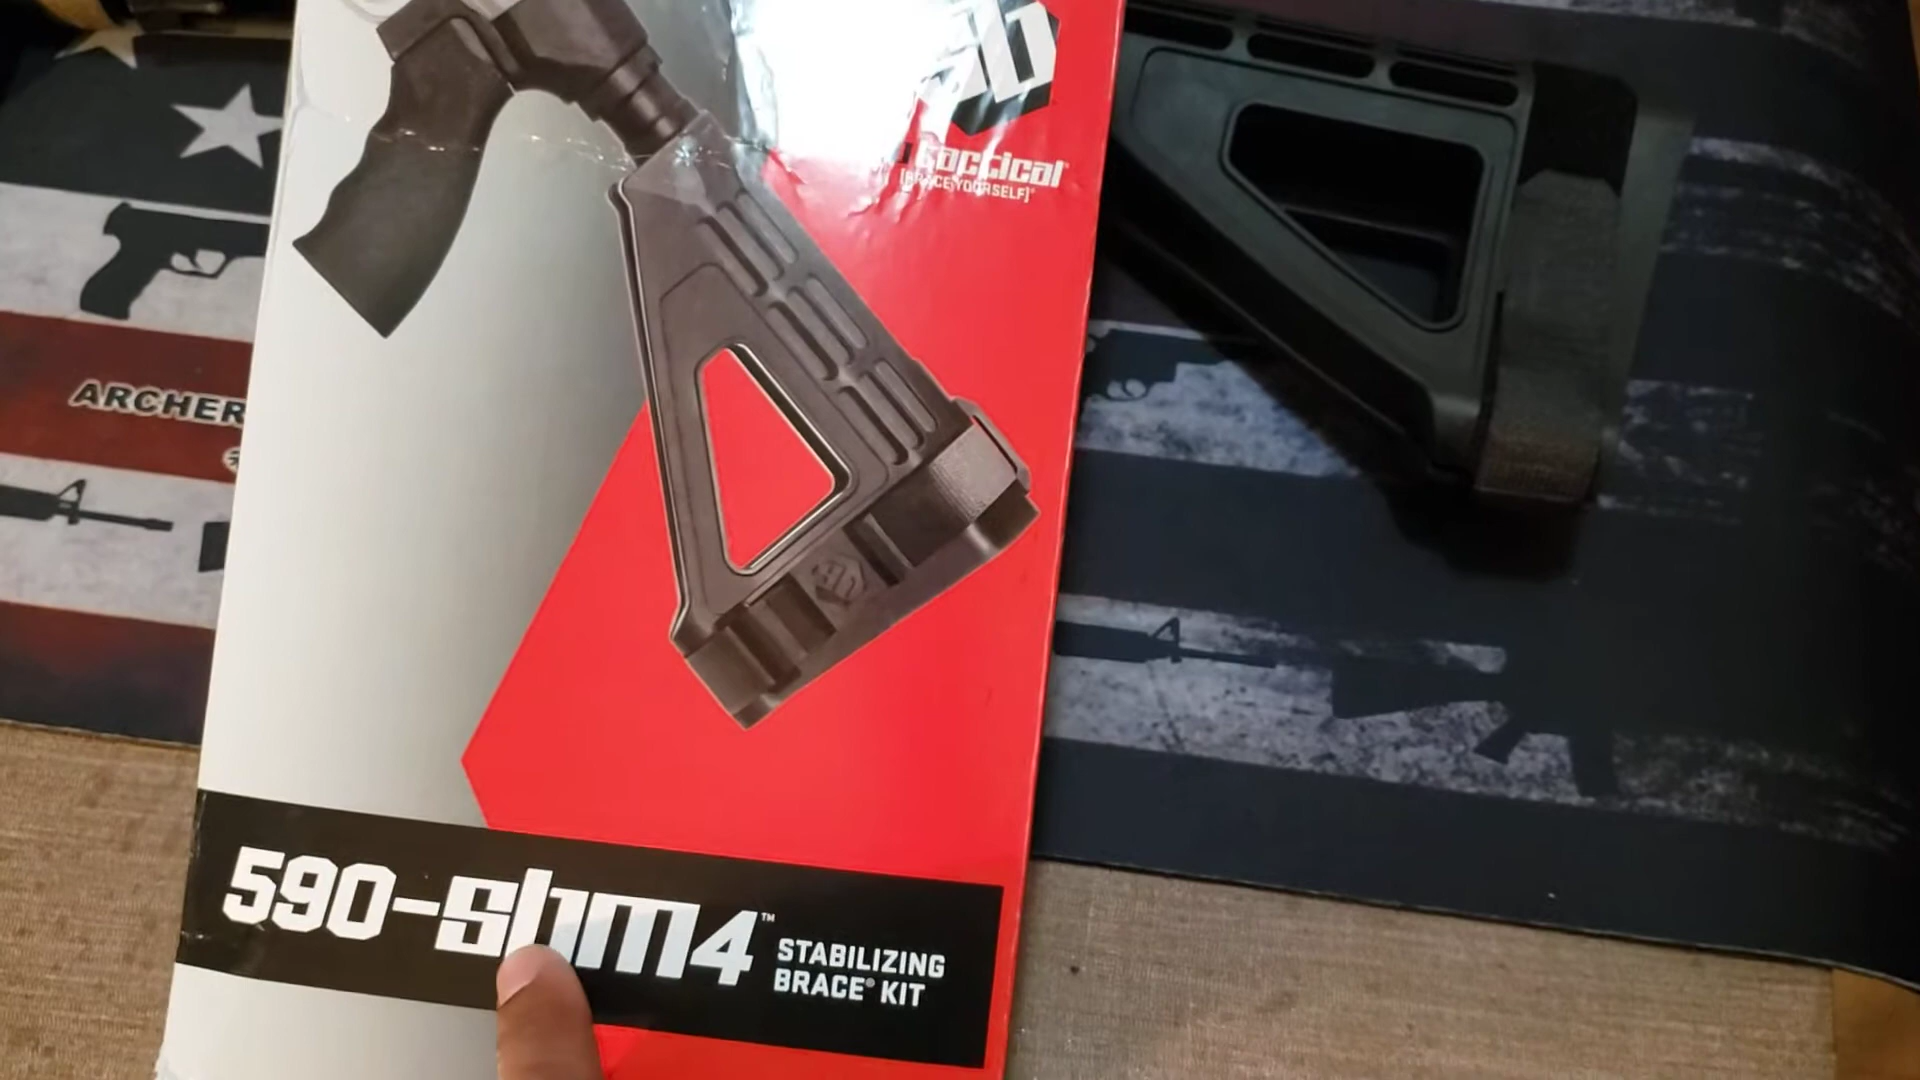 tactical®
[BRACE YOURSELF]®
ARCHER
590-sbm4™
STABILIZING
BRACE® KIT